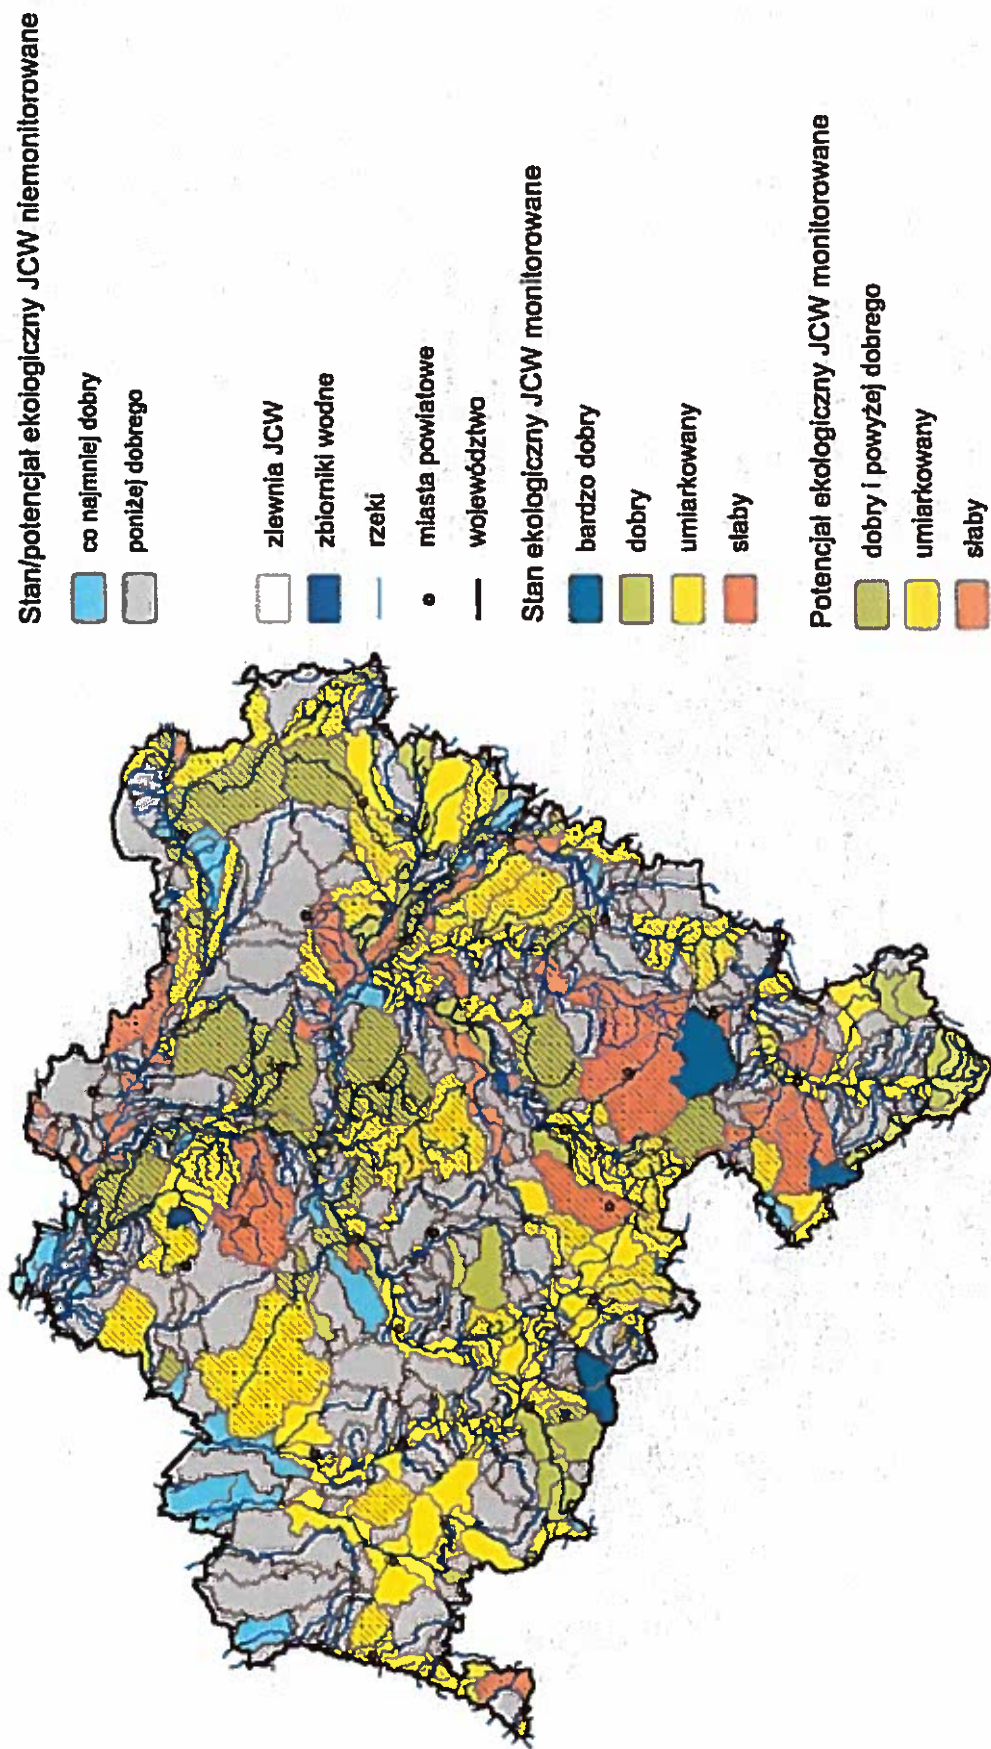 Stan/potencjał ekologiczny JCW niemonitorowane
co najmniej dobry
poniżej dobrego
zlewnia JCW
zbiorniki wodne
rzeki
miasta powiatowe
województwo
Stan ekologiczny JCW monitorowane
bardzo dobry
dobry
umiarkowany
słaby
Potencjał ekologiczny JCW monitorowane
dobry i powyżej dobrego
umiarkowany
słaby